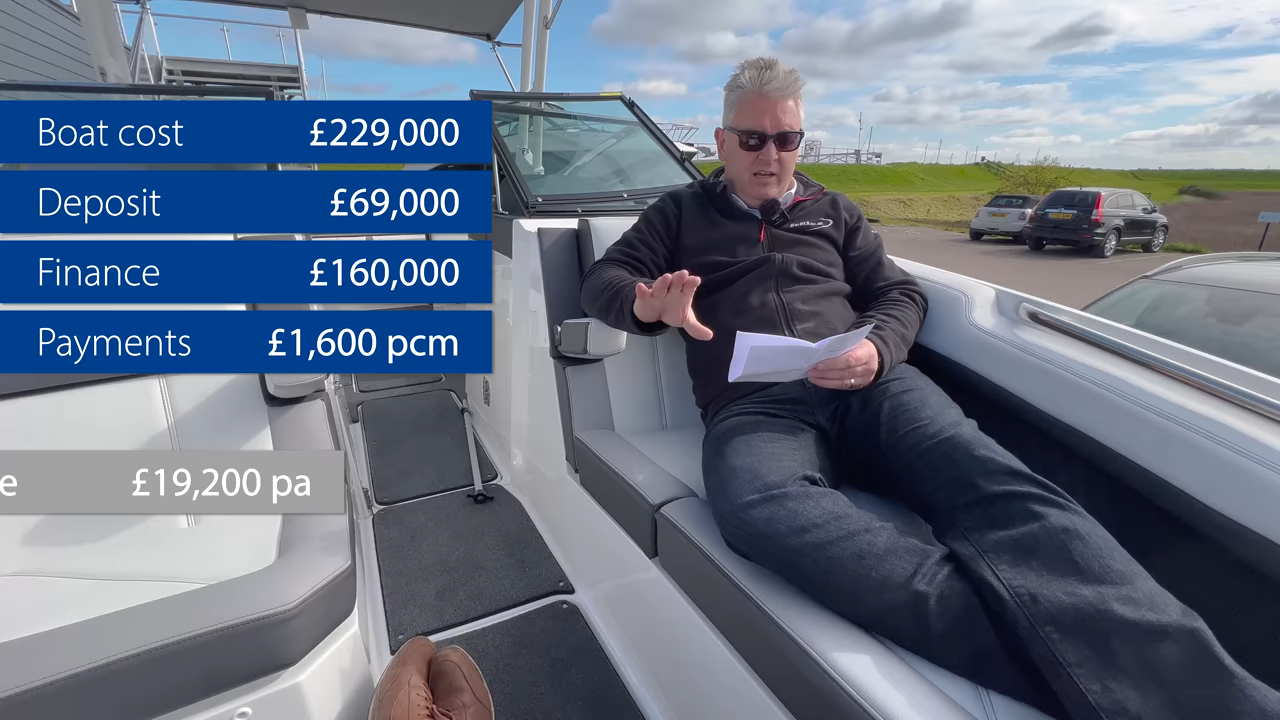 Boat cost £229,000
Deposit £69,000
Finance £160,000
Payments £1,600 pcm
e £19,200 pa